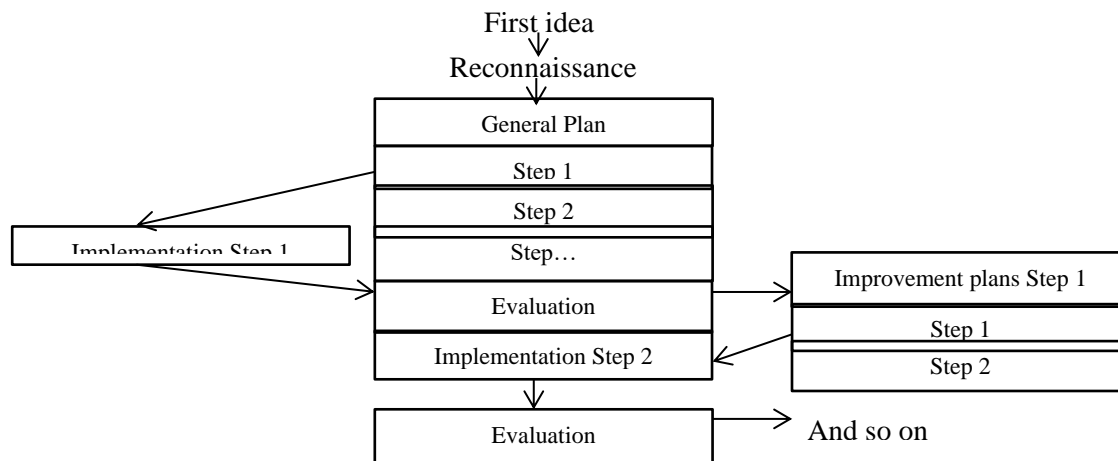 First idea
Reconnaissance
General Plan
Step 1
Step 2
Step…
Implementation Step 1
Evaluation
Improvement plans Step 1
Step 1
Step 2
Implementation Step 2
Evaluation
And so on